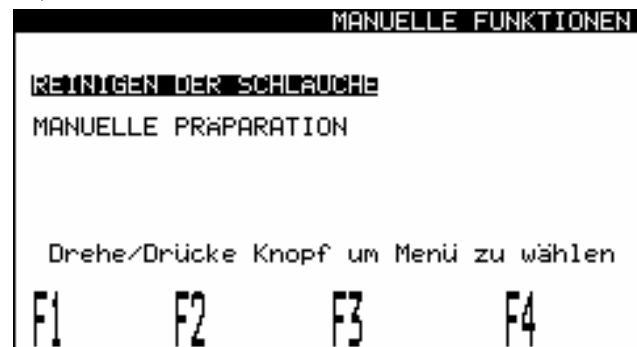 MANUELLE FUNKTIONEN
REINIGEN DER SCHLAUCHE
MANUELLE PRÄPARATION
Drehe/Drücke Knopf um Menü zu wählen
F1 F2 F3 F4